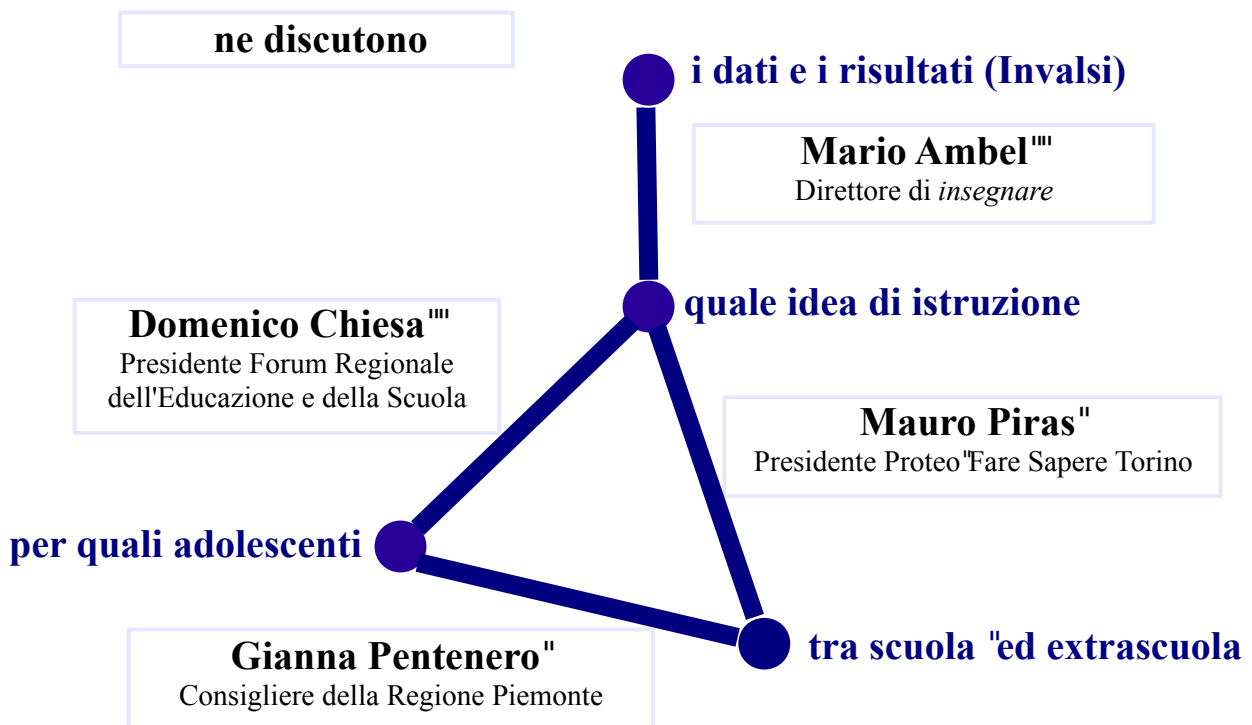 ne discutono
i dati e i risultati (Invalsi)
Mario Ambel""
Direttore di insegnare
quale idea di istruzione
Domenico Chiesa""
Presidente Forum Regionale
dell'Educazione e della Scuola
Mauro Piras"
Presidente Proteo"Fare Sapere Torino
per quali adolescenti
tra scuola "ed extrascuola
Gianna Pentenero"
Consigliere della Regione Piemonte